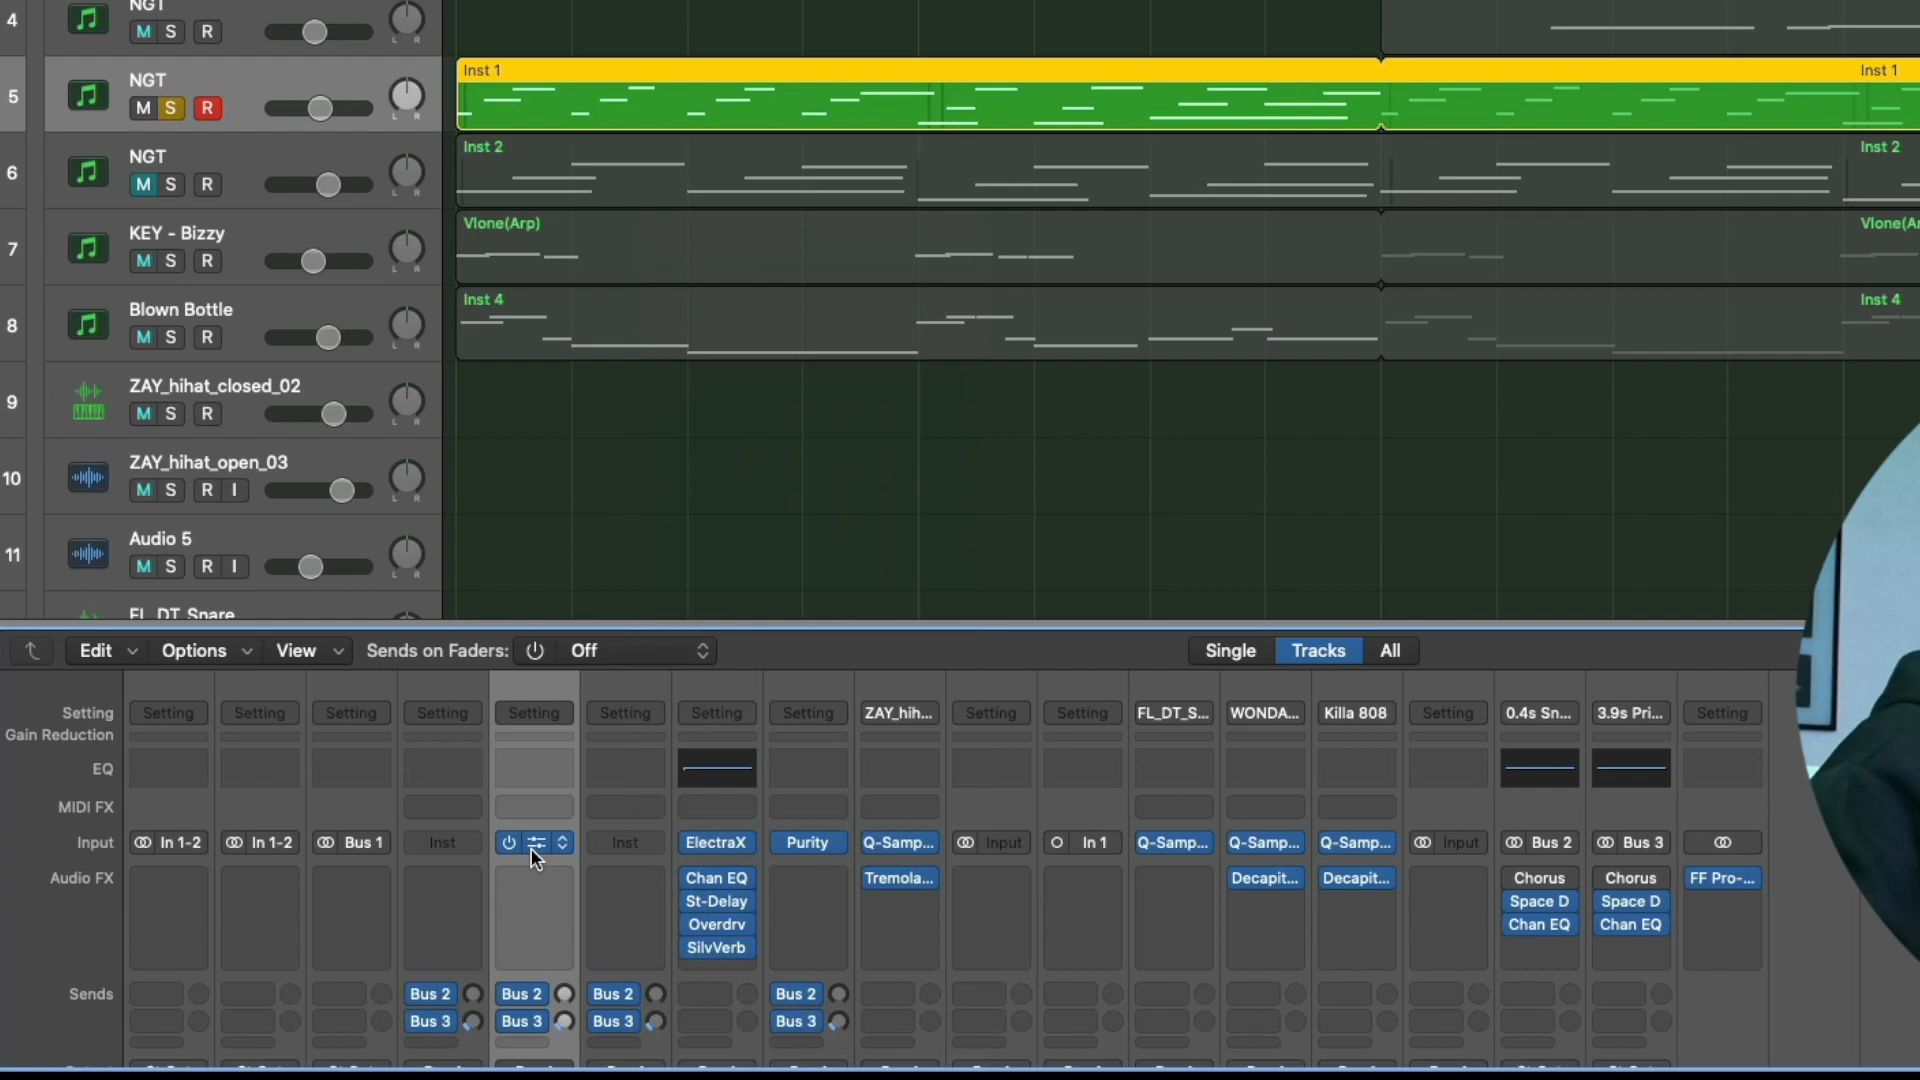 4 NGT
M S R
Inst 1 Inst 1
5 NGT
M S R
Inst 2 Inst 2
6 NGT
M S R
Vlone(Arp) Vlone(Ar
7 KEY - Bizzy
M S R
Inst 4 Inst 4
8 Blown Bottle
M S R
9 ZAY_hihat_closed_02
M S R
10 ZAY_hihat_open_03
M S R I
11 Audio 5
M S R I
FL_DT_Snare
Edit Options View Sends on Faders: Off Single Tracks All
Setting Setting Setting Setting Setting Setting Setting Setting Setting ZAY_hih... Setting Setting FL_DT_S... WONDA... Killa 808 Setting 0.4s Sn... 3.9s Pri... Setting
Gain Reduction
EQ
MIDI FX
Input In 1-2 In 1-2 Bus 1 Inst Inst ElectraX Purity Q-Samp... Input In 1 Q-Samp... Q-Samp... Q-Samp... Input Bus 2 Bus 3
Audio FX Chan EQ Tremola... Decapit... Decapit... Chorus Chorus FF Pro-...
St-Delay Space D Space D
Overdrv Chan EQ Chan EQ
SilvVerb
Sends Bus 2 Bus 2 Bus 2 Bus 2
Bus 3 Bus 3 Bus 3 Bus 3